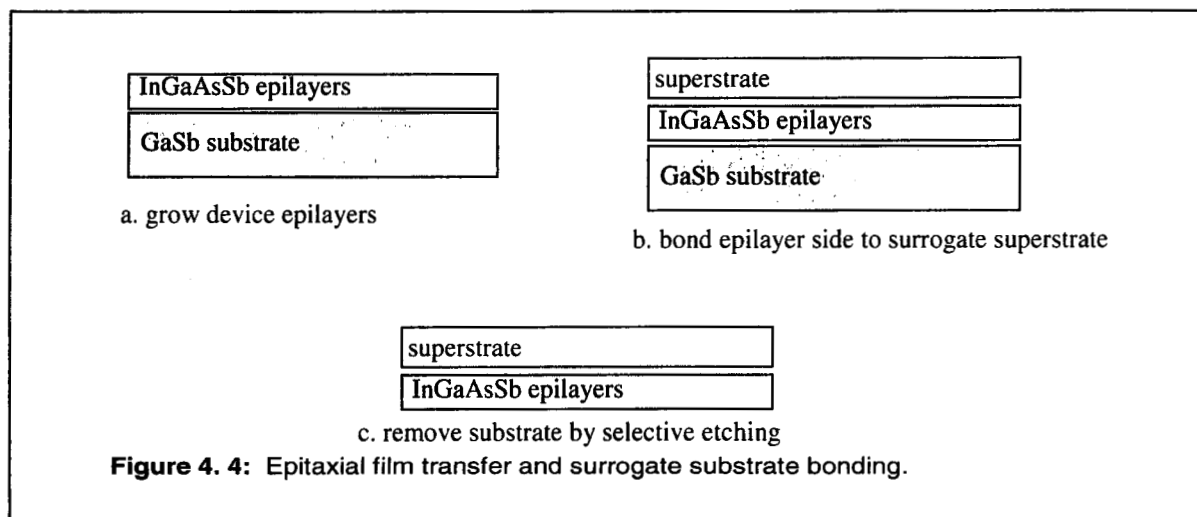 InGaAsSb epilayers
GaSb substrate
a. grow device epilayers
superstrate
InGaAsSb epilayers
GaSb substrate
b. bond epilayer side to surrogate superstrate
superstrate
InGaAsSb epilayers
c. remove substrate by selective etching
Figure 4. 4: Epitaxial film transfer and surrogate substrate bonding.